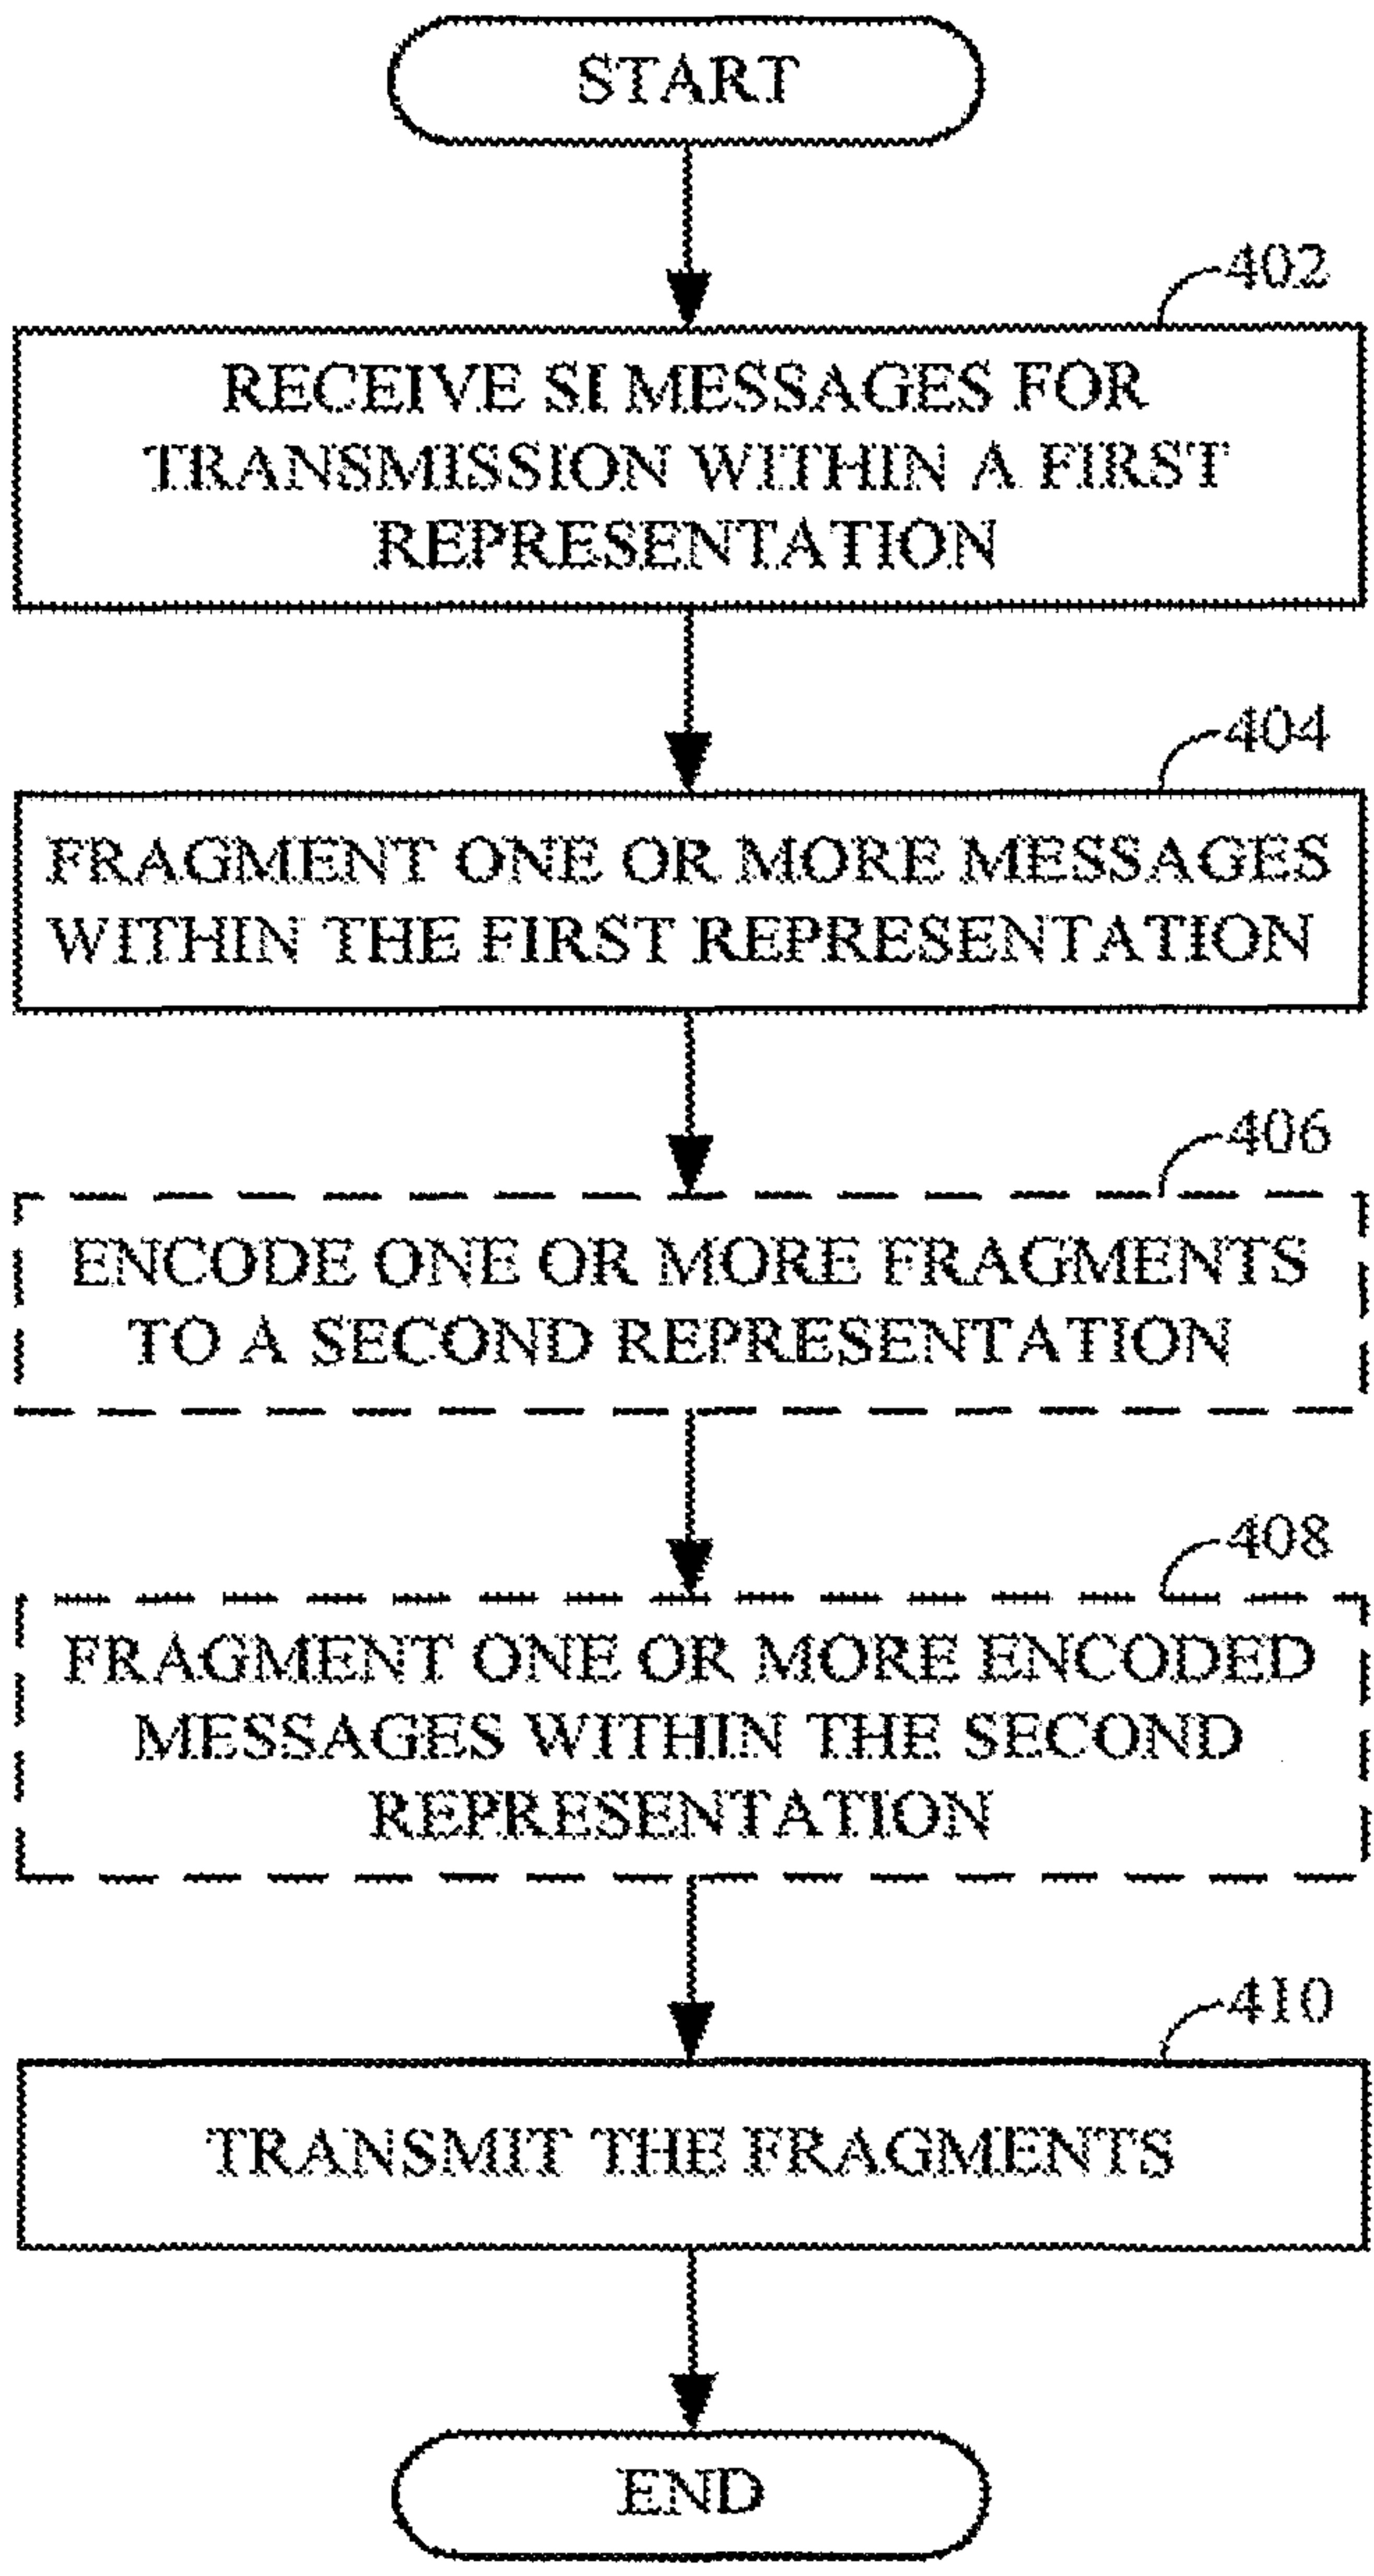 START
402
RECEIVE SI MESSAGES FOR
TRANSMISSION WITHIN A FIRST
REPRESENTATION
404
FRAGMENT ONE OR MORE MESSAGES
WITHIN THE FIRST REPRESENTATION
406
ENCODE ONE OR MORE FRAGMENTS
TO A SECOND REPRESENTATION
408
FRAGMENT ONE OR MORE ENCODED
MESSAGES WITHIN THE SECOND
REPRESENTATION
410
TRANSMIT THE FRAGMENTS
END